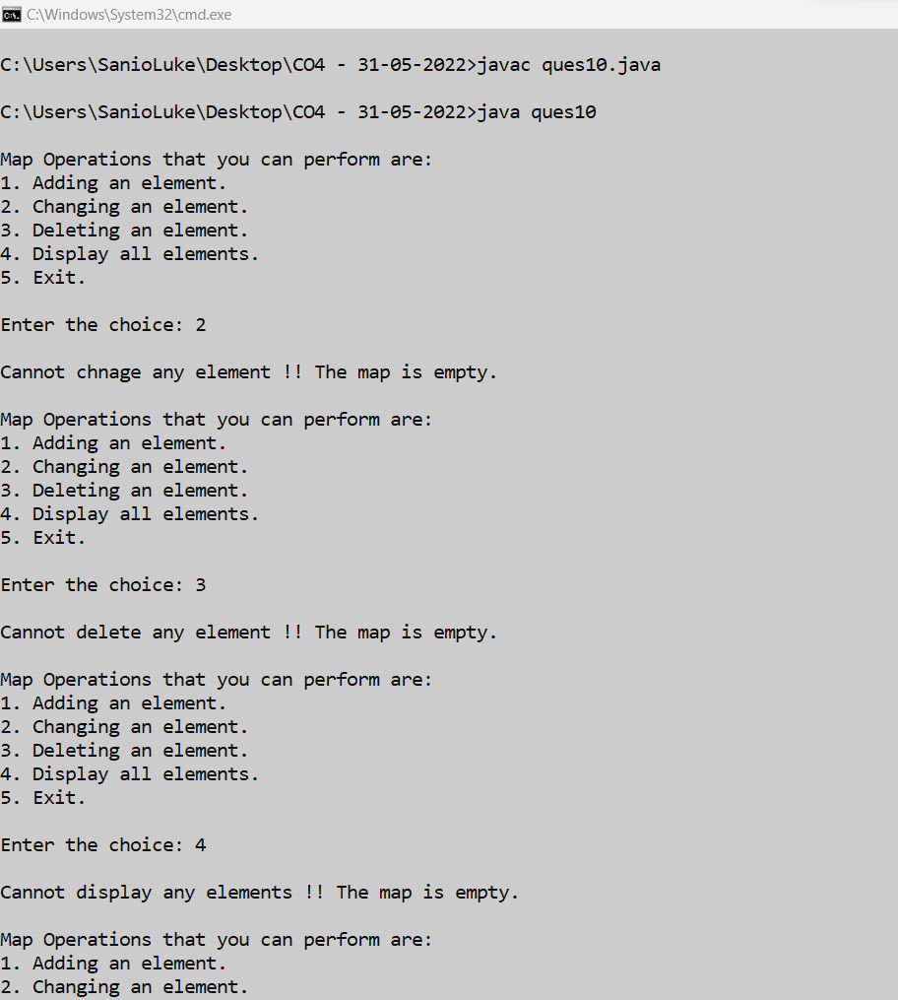 C:\Windows\System32\cmd.exe
C:\Users\SanioLuke\Desktop\CO4 - 31-05-2022>javac ques10.java
C:\Users\SanioLuke\Desktop\CO4 - 31-05-2022>java ques10
Map Operations that you can perform are:
1. Adding an element.
2. Changing an element.
3. Deleting an element.
4. Display all elements.
5. Exit.
Enter the choice: 2
Cannot chnage any element !! The map is empty.
Map Operations that you can perform are:
1. Adding an element.
2. Changing an element.
3. Deleting an element.
4. Display all elements.
5. Exit.
Enter the choice: 3
Cannot delete any element !! The map is empty.
Map Operations that you can perform are:
1. Adding an element.
2. Changing an element.
3. Deleting an element.
4. Display all elements.
5. Exit.
Enter the choice: 4
Cannot display any elements !! The map is empty.
Map Operations that you can perform are:
1. Adding an element.
2. Changing an element.